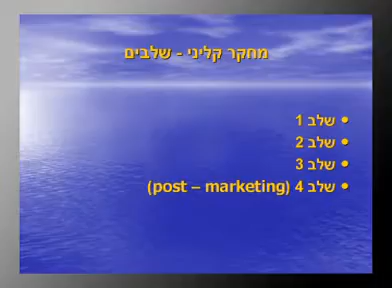 מחקר קליני - שלבים
• שלב 1
• שלב 2
• שלב 3
• שלב 4 (post – marketing)